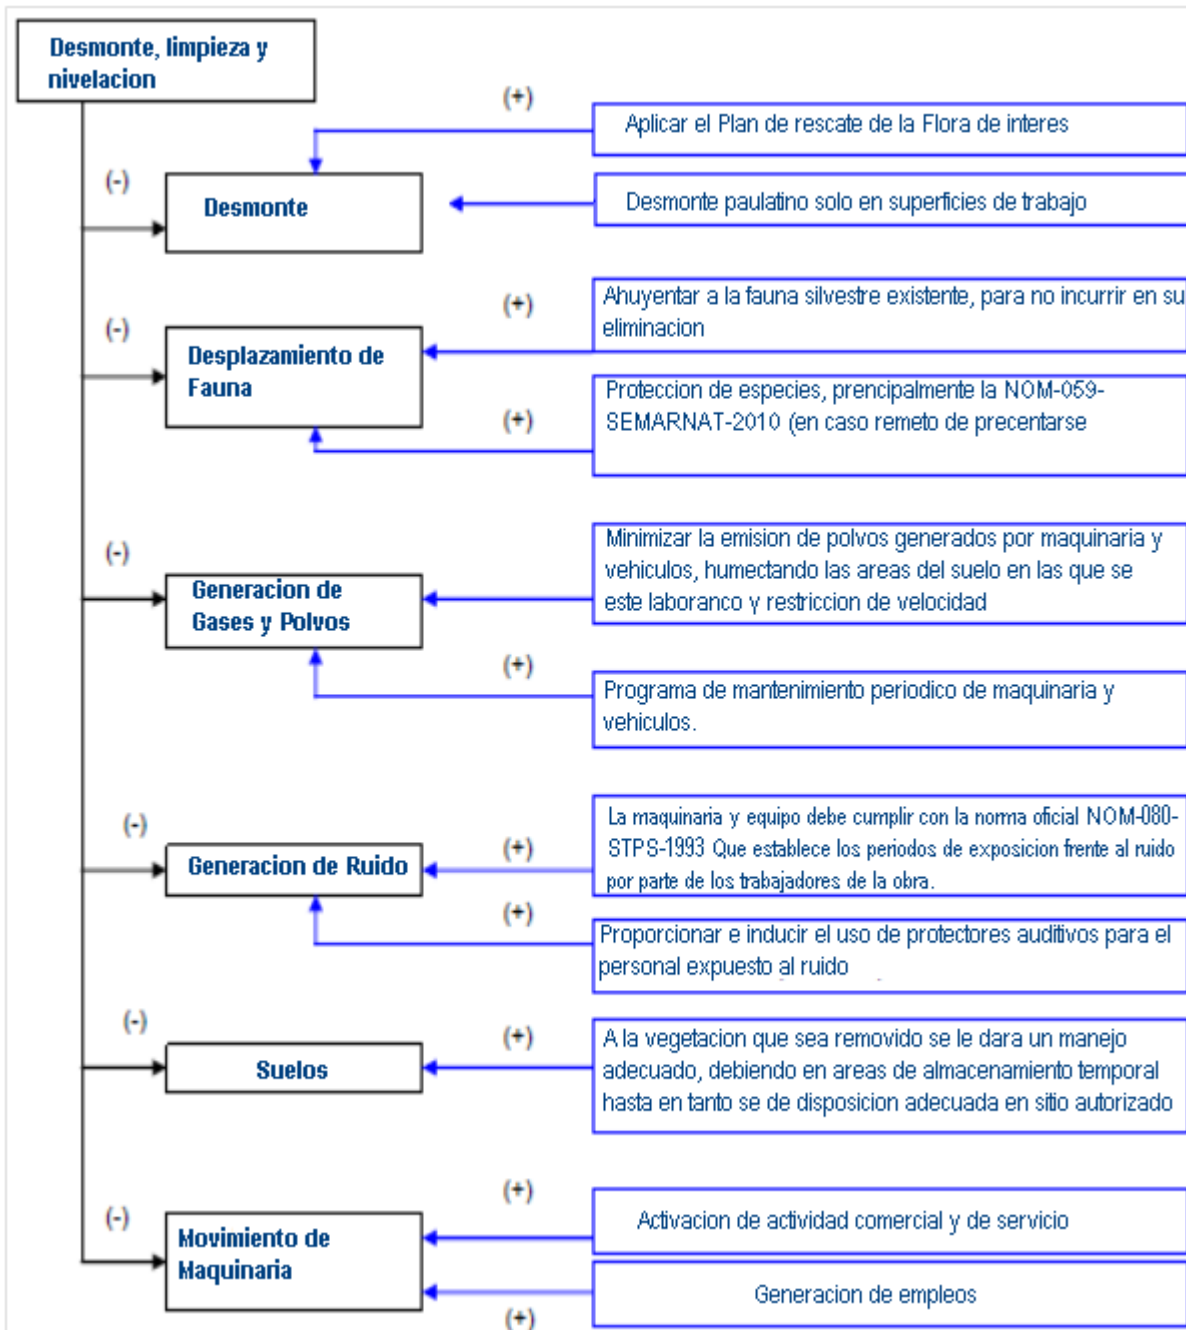 Desmonte, limpieza y
nivelacion
(+)
Aplicar el Plan de rescate de la Flora de interes
(-)
Desmonte
Desmonte paulatino solo en superficies de trabajo
(+)
Ahuyentar a la fauna silvestre existente, para no incurrir en su
eliminacion
(-)
Desplazamiento de
Fauna
(+)
Proteccion de especies, prencipalmente la NOM-059-
SEMARNAT-2010 (en caso remeto de precentarse
(-)
Generacion de
Gases y Polvos
Minimizar la emision de polvos generados por maquinaria y
vehiculos, humectando las areas del suelo en las que se
este laboranco y restriccion de velocidad
(+)
Programa de mantenimiento periodico de maquinaria y
vehiculos.
(-)
Generacion de Ruido
(+)
La maquinaria y equipo debe cumplir con la norma oficial NOM-080-
STPS-1993 Que establece los periodos de exposicion frente al ruido
por parte de los trabajadores de la obra.
(+)
Proporcionar e inducir el uso de protectores auditivos para el
personal expuesto al ruido
(-)
Suelos
(+)
A la vegetacion que sea removido se le dara un manejo
adecuado, debiendo en areas de almacenamiento temporal
hasta en tanto se de disposicion adecuada en sitio autorizado
(-)
Movimiento de
Maquinaria
(+)
Activacion de actividad comercial y de servicio
Generacion de empleos
(+)